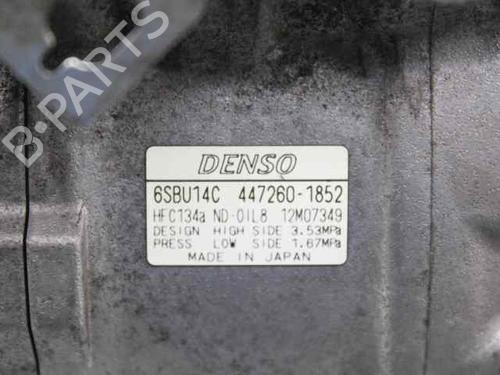 B-PARTS
DENSO
6SBU14C 447260-1852
HFC134a ND-OIL8 12M07349
DESIGN HIGH SIDE 3.53MPa
PRESS LOW SIDE 1.67MPa
MADE IN JAPAN